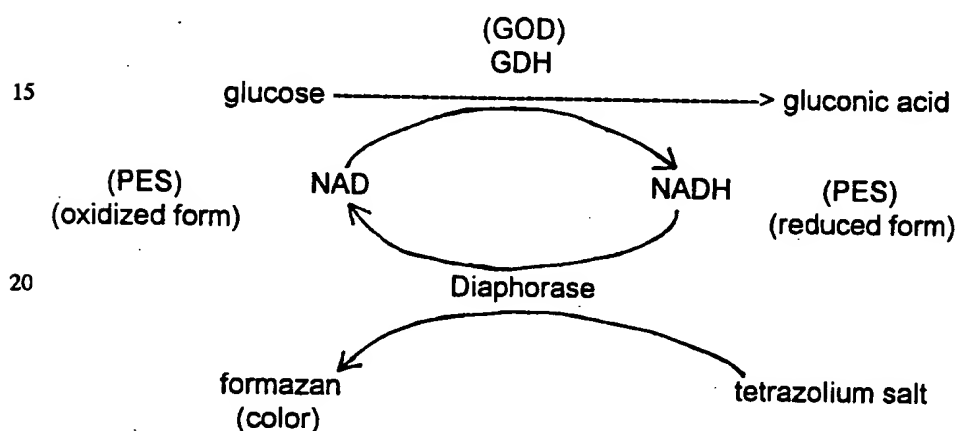 (GOD)
GDH
15 glucose gluconic acid
(PES) NAD NADH (PES)
(oxidized form) (reduced form)
20 Diaphorase
formazan tetrazolium salt
(color)